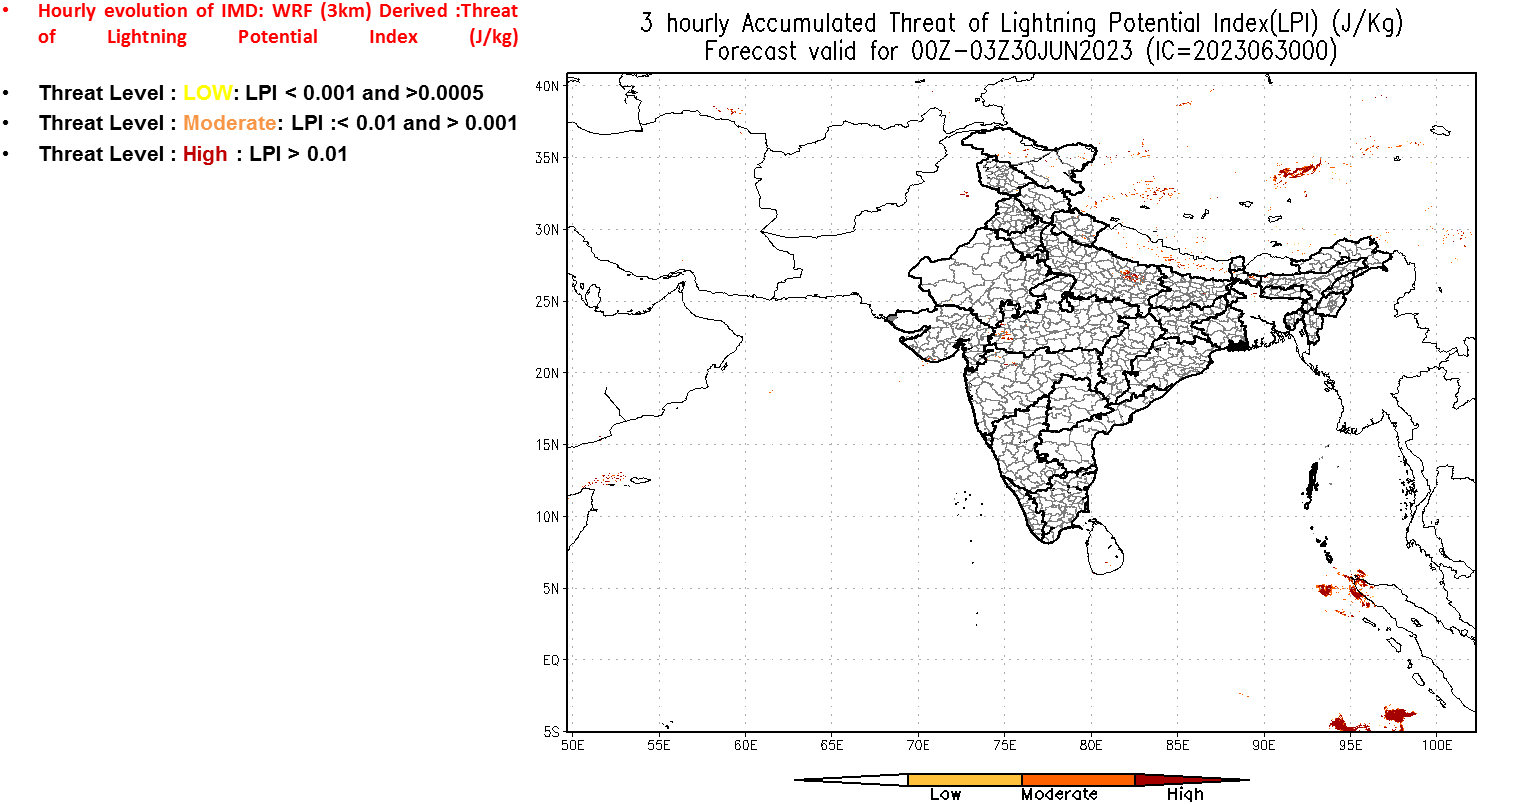 • Hourly evolution of IMD: WRF (3km) Derived :Threat
of Lightning Potential Index (J/kg)
• Threat Level : LOW: LPI < 0.001 and >0.0005
• Threat Level : Moderate: LPI :< 0.01 and > 0.001
• Threat Level : High : LPI > 0.01
3 hourly Accumulated Threat of Lightning Potential Index(LPI) (J/Kg)
Forecast valid for 00Z-03Z30JUN2023 (IC=2023063000)
40N
35N
30N
25N
20N
15N
10N
5N
EQ
5S
50E 55E 60E 65E 70E 75E 80E 85E 90E 95E 100E
Low Moderate High